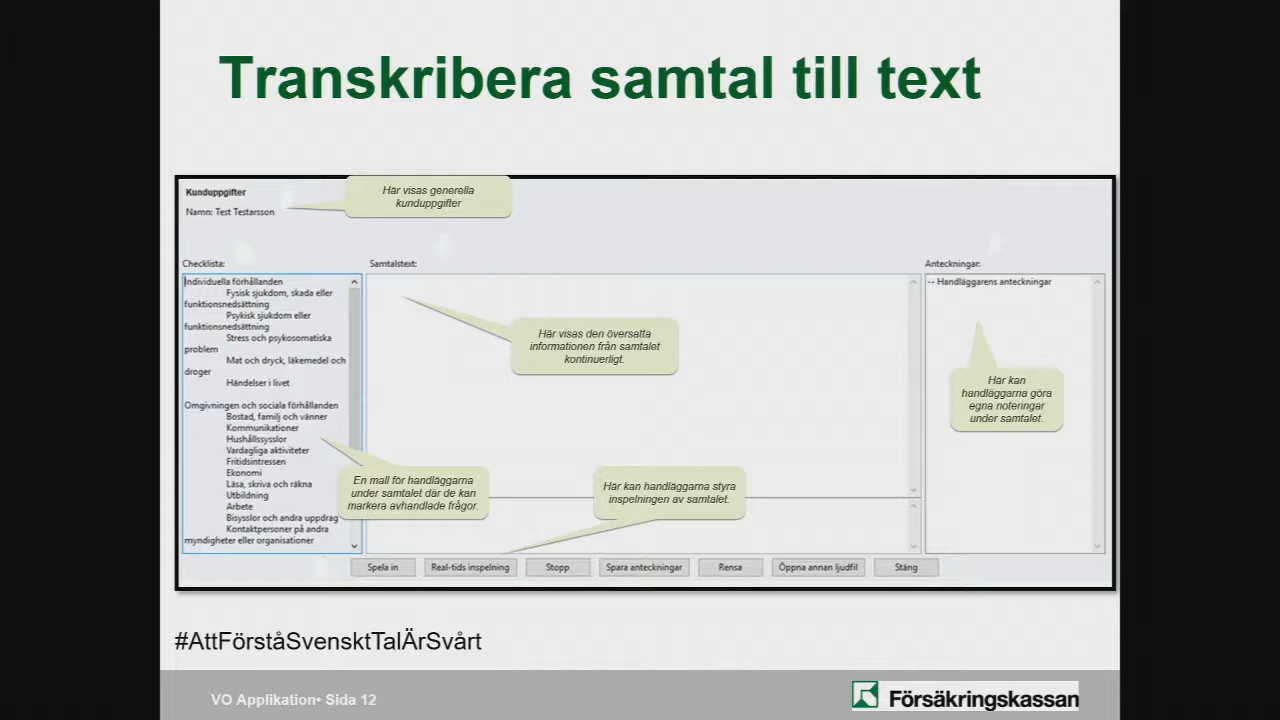 Transkribera samtal till text
Kunduppgifter
Namn: Test Testarsson
Här visas generella
kunduppgifter
Checklista:
Individuella förhållanden
Fysisk sjukdom, skada eller
funktionsnedsättning
Psykisk sjukdom eller
funktionsnedsättning
Stress och psykosomatiska
problem
Mat och dryck, läkemedel och
droger
Händelser i livet
Omgivningen och sociala förhållanden
Bostad, familj och vänner
Kommunikationer
Hushållssysslor
Vardagliga aktiviteter
Fritidsintressen
Ekonomi
Läsa, skriva och räkna
Utbildning
Arbete
Bisysslor och andra uppdrag
Kontaktpersoner på andra
myndigheter eller organisationer
En mall för handläggarna
under samtalet där de kan
markera avhandlade frågor.
Samtalstext:
Här visas den översatta
informationen från samtalet
kontinuerligt.
Här kan handläggarna styra
inspelningen av samtalet.
Anteckningar:
-- Handläggarens anteckningar
Här kan
handläggarna göra
egna noteringar
under samtalet.
Spela in Real-tids inspelning Stopp Spara anteckningar Rensa Öppna annan ljudfil Stäng
#AttFörståSvensktTalÄrSvårt
VO Applikation• Sida 12
Försäkringskassan